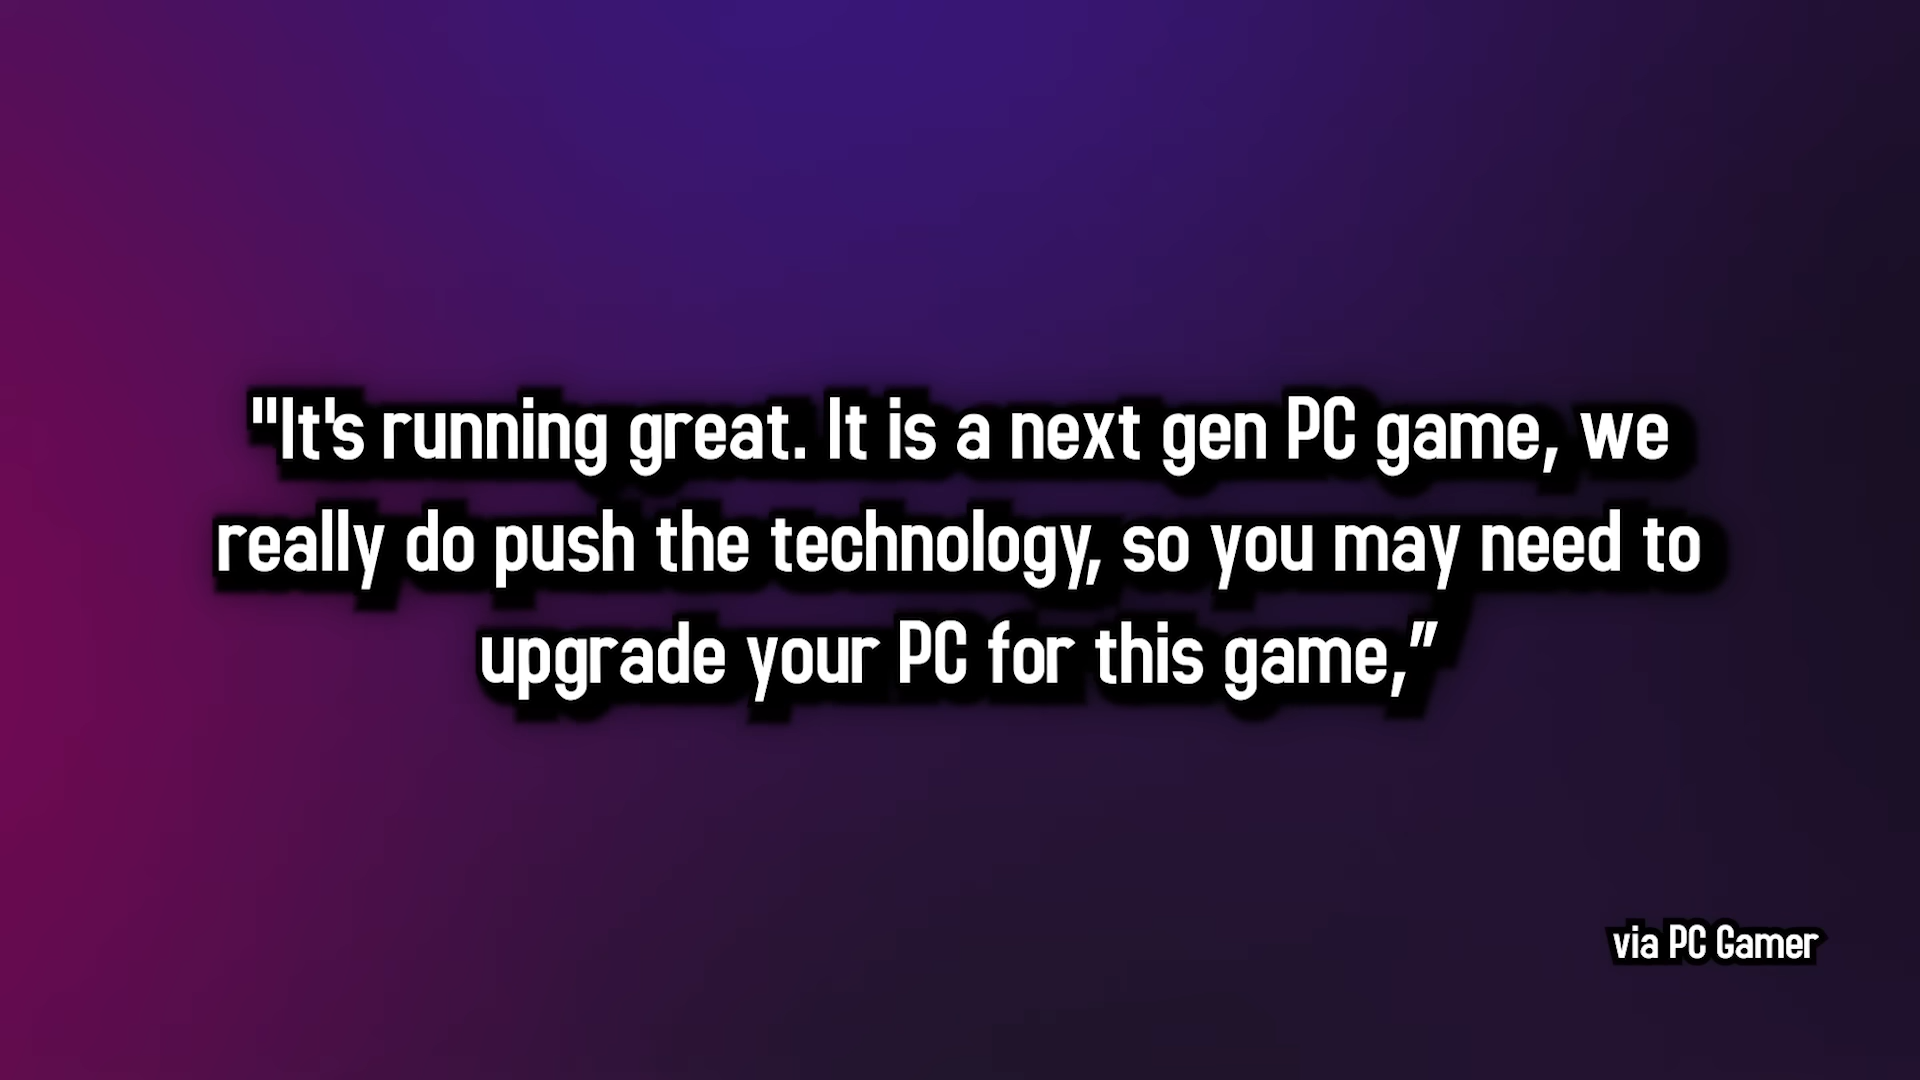 "It's running great. It is a next gen PC game, we
really do push the technology, so you may need to
upgrade your PC for this game,”
via PC Gamer